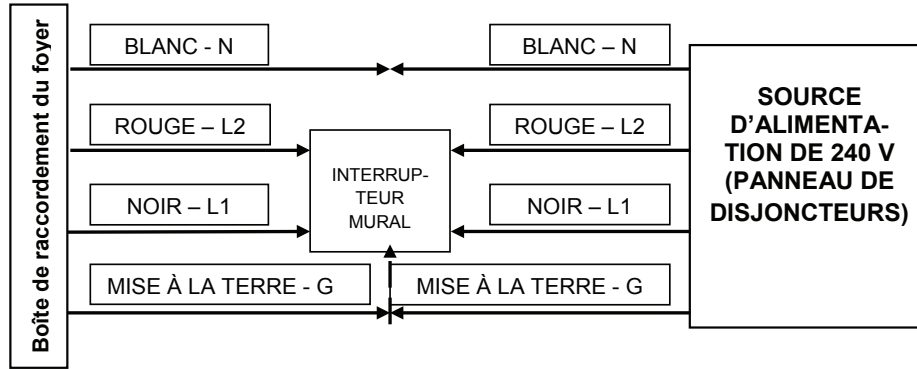 Boîte de raccordement du foyer
BLANC - N
BLANC – N
ROUGE – L2
ROUGE – L2
INTERRUP-
TEUR
MURAL
NOIR – L1
NOIR – L1
MISE À LA TERRE - G
MISE À LA TERRE - G
SOURCE
D’ALIMENTA-
TION DE 240 V
(PANNEAU DE
DISJONCTEURS)